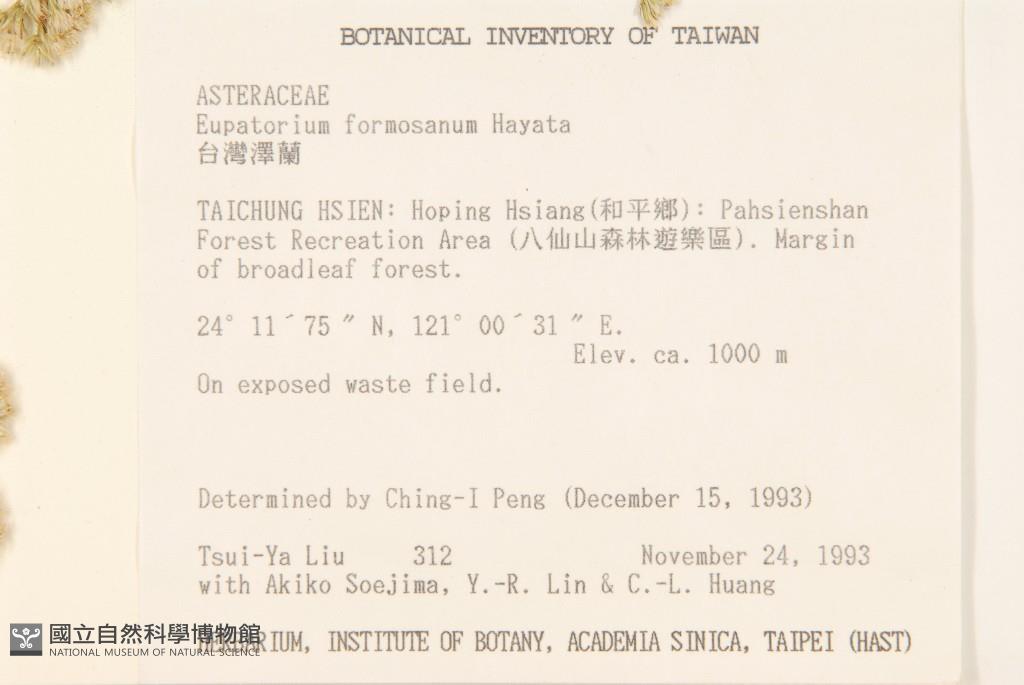 BOTANICAL INVENTORY OF TAIWAN
ASTERACEAE
Eupatorium formosanum Hayata
台灣澤蘭
TAICHUNG HSIEN: Hoping Hsiang(和平鄉): Pahsienshan
Forest Recreation Area (八仙山森林遊樂區). Margin
of broadleaf forest.
24° 11´75〃N, 121° 00´31〃E.
Elev. ca. 1000 m
On exposed waste field.
Determined by Ching-I Peng (December 15, 1993)
Tsui-Ya Liu 312 November 24, 1993
with Akiko Soejima, Y.-R. Lin & C.-L. Huang
HERBARIUM, INSTITUTE OF BOTANY, ACADEMIA SINICA, TAIPEI (HAST)
國立自然科學博物館
NATIONAL MUSEUM OF NATURAL SCIENCE